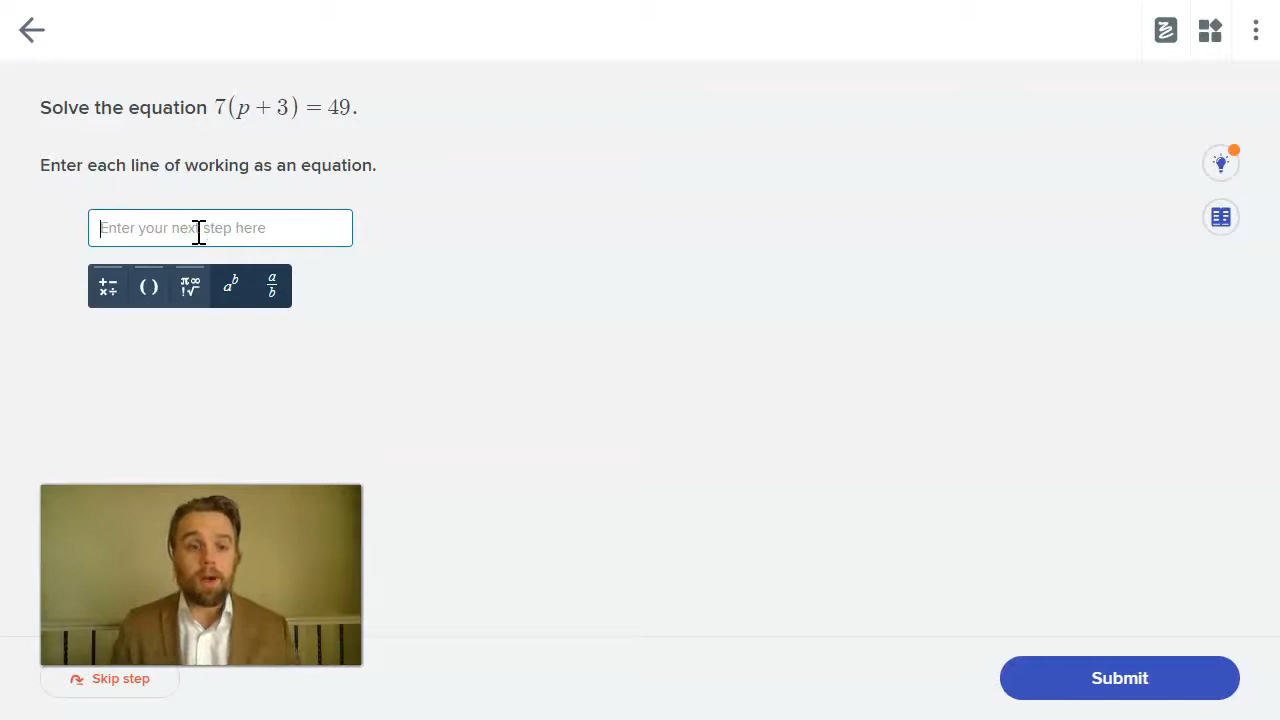 Solve the equation 7(p + 3) = 49.
Enter each line of working as an equation.
Enter your next step here
+− ×÷ ( ) π∞ !√ a^b a/b
Skip step
Submit